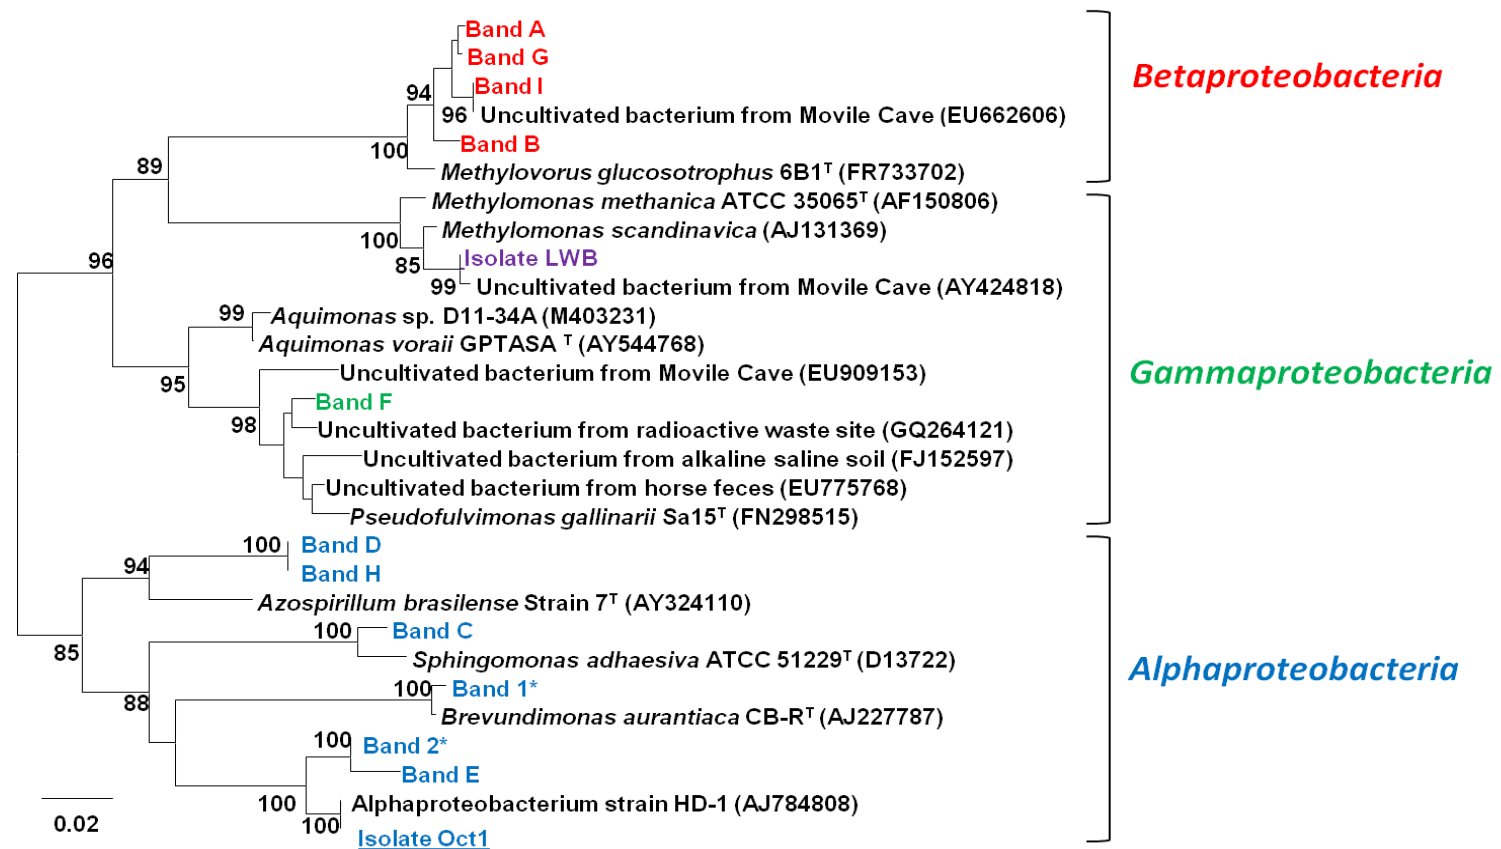 Band A
Band G
Band I
94
96 Uncultivated bacterium from Movile Cave (EU662606)
Betaproteobacteria
Band B
100
89
Methylovorus glucosotrophus 6B1ᵀ (FR733702)
Methylomonas methanica ATCC 35065ᵀ (AF150806)
Methylomonas scandinavica (AJ131369)
100
Isolate LWB
96
85
99 Uncultivated bacterium from Movile Cave (AY424818)
99 Aquimonas sp. D11-34A (M403231)
Aquimonas voraii GPTASA ᵀ (AY544768)
Uncultivated bacterium from Movile Cave (EU909153)
Gammaproteobacteria
95
Band F
98
Uncultivated bacterium from radioactive waste site (GQ264121)
Uncultivated bacterium from alkaline saline soil (FJ152597)
Uncultivated bacterium from horse feces (EU775768)
Pseudofulvimonas gallinarii Sa15ᵀ (FN298515)
100 Band D
94
Band H
Azospirillum brasilense Strain 7ᵀ (AY324110)
100 Band C
85
Sphingomonas adhaesiva ATCC 51229ᵀ (D13722)
Alphaproteobacteria
100 Band 1*
88
Brevundimonas aurantiaca CB-Rᵀ (AJ227787)
100 Band 2*
Band E
100
Alphaproteobacterium strain HD-1 (AJ784808)
0.02
100
Isolate Oct1